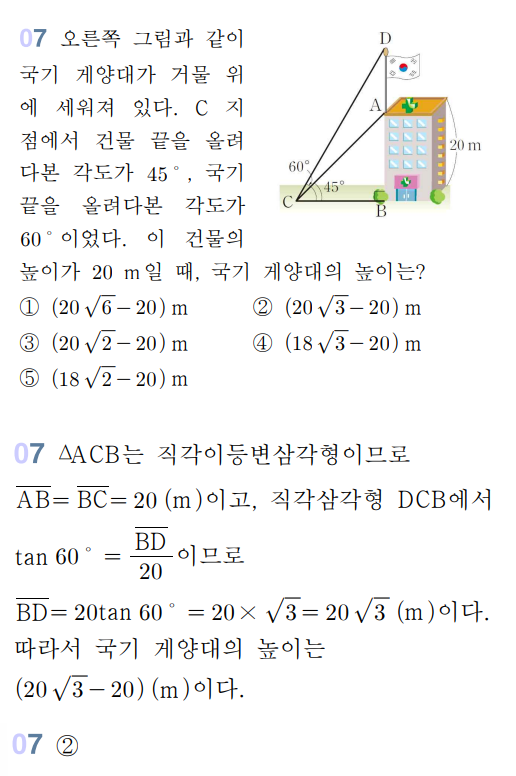 07 오른쪽 그림과 같이
국기 게양대가 건물 위
에 세워져 있다. C 지
점에서 건물 끝을 올려
다본 각도가 45°, 국기
끝을 올려다본 각도가
60°이었다. 이 건물의
높이가 20 m일 때, 국기 게양대의 높이는?
D
A
20 m
60°
45°
C
B
① (20√6－20) m ② (20√3－20) m
③ (20√2－20) m ④ (18√3－20) m
⑤ (18√2－20) m
07 △ACB는 직각이등변삼각형이므로
A̅B̅= B̅C̅= 20 (m)이고, 직각삼각형 DCB에서
tan 60° = B̅D̅/20 이므로
B̅D̅= 20tan 60° = 20× √3= 20√3 (m)이다.
따라서 국기 게양대의 높이는
(20√3－20) (m)이다.
07 ②